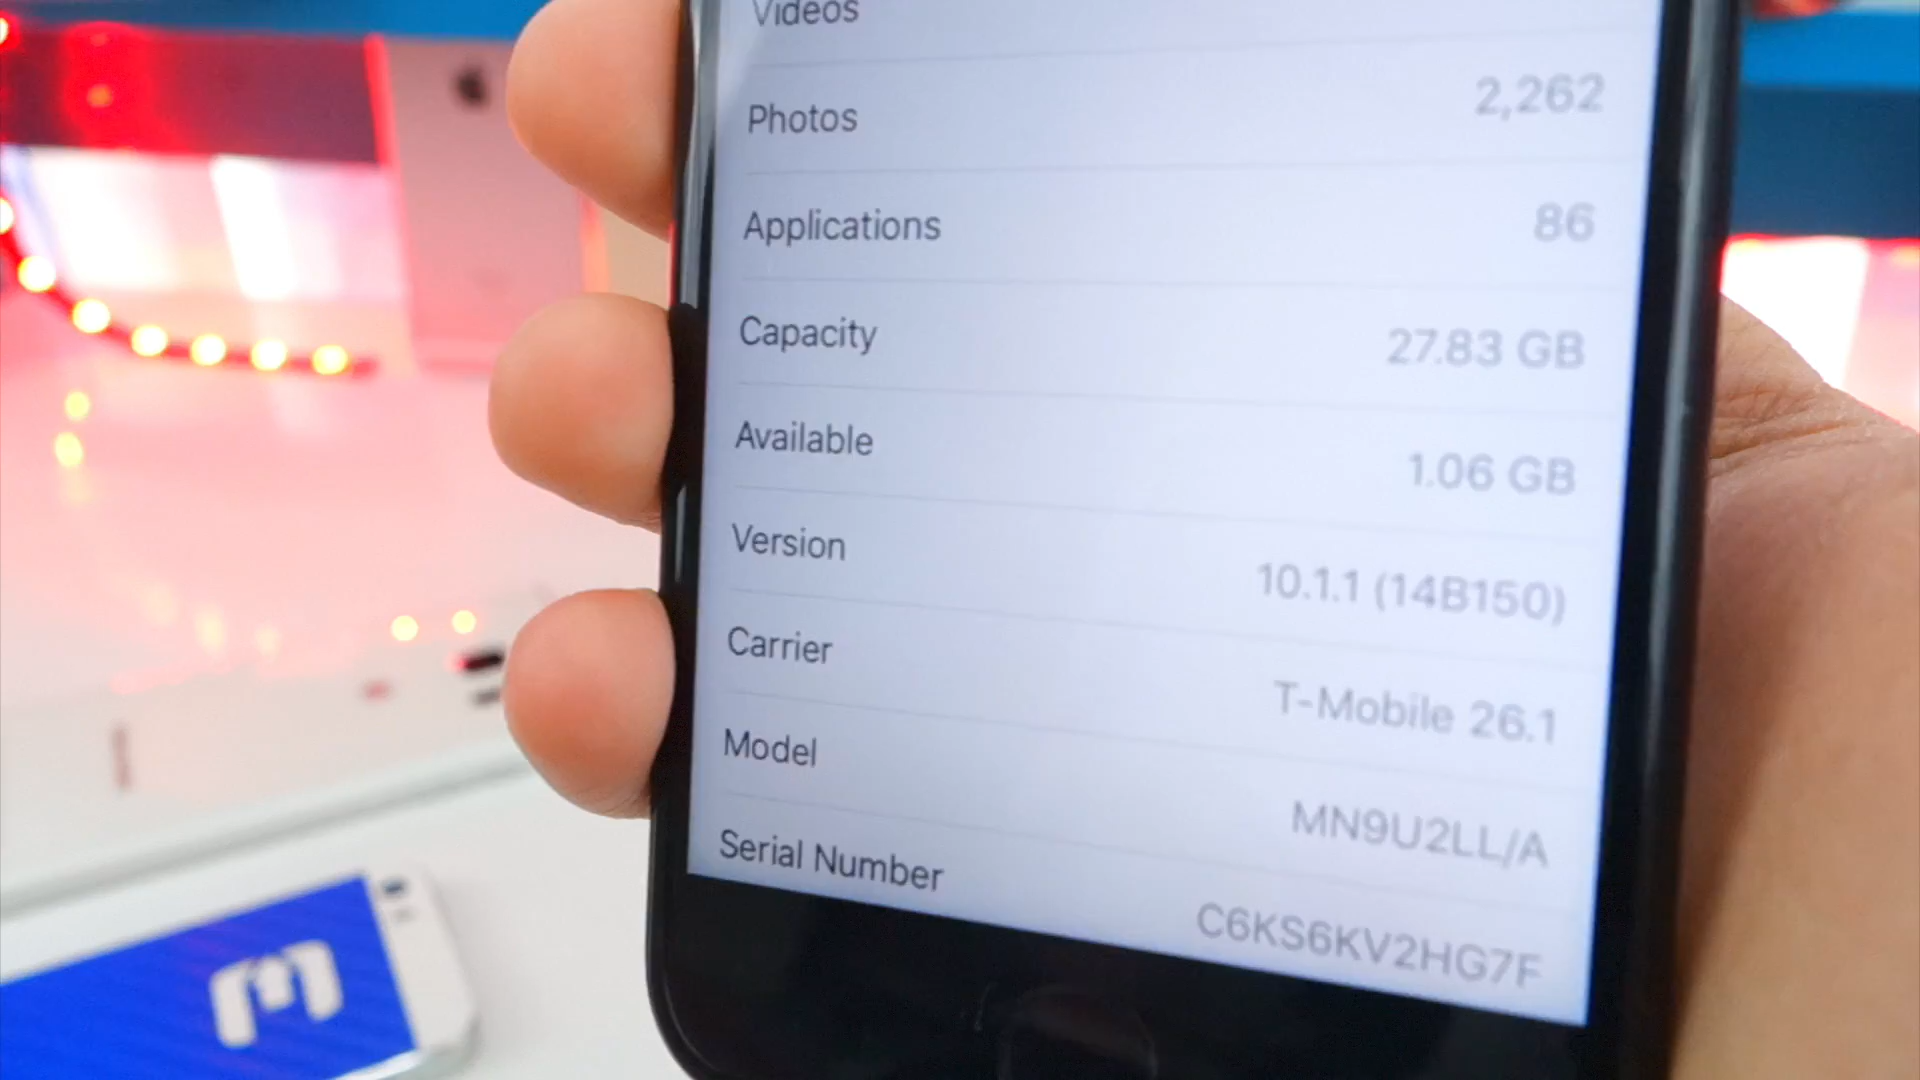 Videos
Photos 2,262
Applications 86
Capacity 27.83 GB
Available 1.06 GB
Version 10.1.1 (14B150)
Carrier T-Mobile 26.1
Model MN9U2LL/A
Serial Number C6KS6KV2HG7F